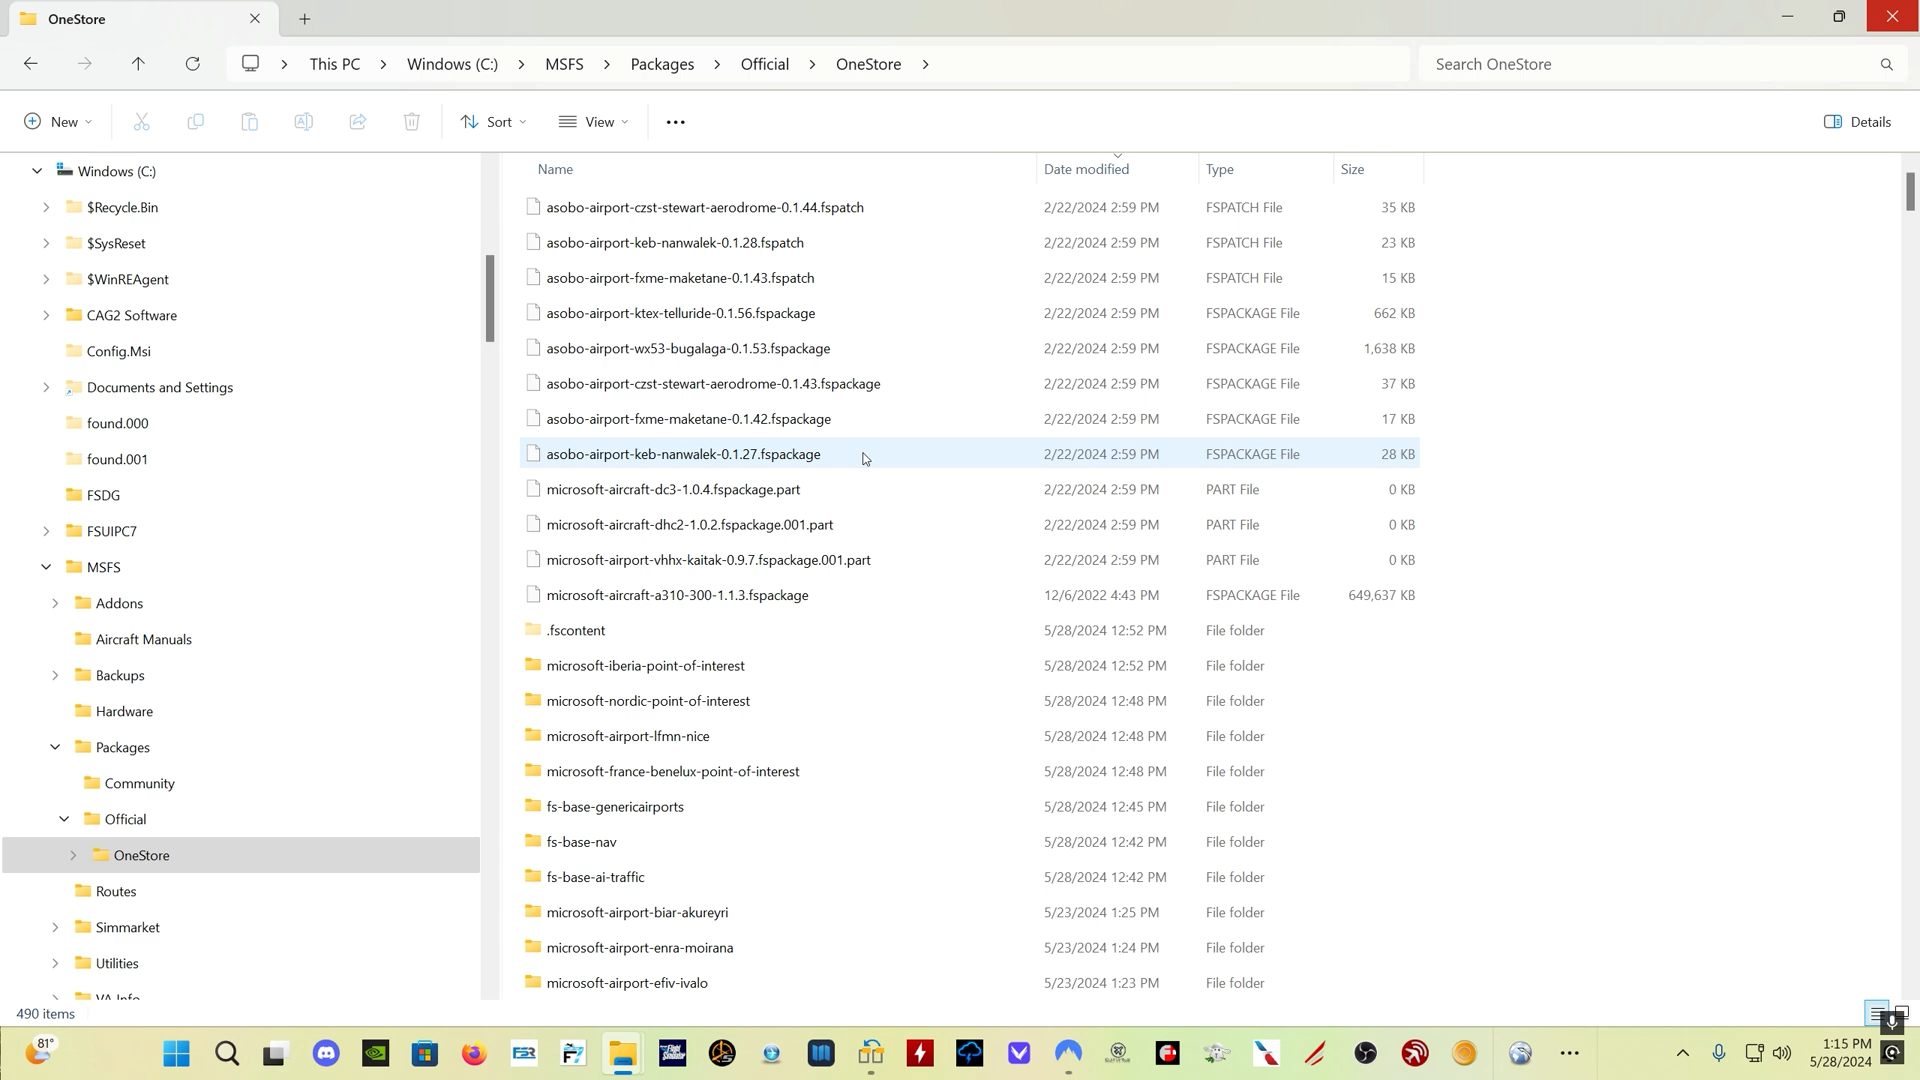 OneStore
This PC > Windows (C:) > MSFS > Packages > Official > OneStore >
Search OneStore
New
Sort
View
Details
Windows (C:)
$Recycle.Bin
$SysReset
$WinREAgent
CAG2 Software
Config.Msi
Documents and Settings
found.000
found.001
FSDG
FSUIPC7
MSFS
Addons
Aircraft Manuals
Backups
Hardware
Packages
Community
Official
OneStore
Routes
Simmarket
Utilities
VA Info
Name Date modified Type Size
asobo-airport-czst-stewart-aerodrome-0.1.44.fspatch 2/22/2024 2:59 PM FSPATCH File 35 KB
asobo-airport-keb-nanwalek-0.1.28.fspatch 2/22/2024 2:59 PM FSPATCH File 23 KB
asobo-airport-fxme-maketane-0.1.43.fspatch 2/22/2024 2:59 PM FSPATCH File 15 KB
asobo-airport-ktex-telluride-0.1.56.fspackage 2/22/2024 2:59 PM FSPACKAGE File 662 KB
asobo-airport-wx53-bugalaga-0.1.53.fspackage 2/22/2024 2:59 PM FSPACKAGE File 1,638 KB
asobo-airport-czst-stewart-aerodrome-0.1.43.fspackage 2/22/2024 2:59 PM FSPACKAGE File 37 KB
asobo-airport-fxme-maketane-0.1.42.fspackage 2/22/2024 2:59 PM FSPACKAGE File 17 KB
asobo-airport-keb-nanwalek-0.1.27.fspackage 2/22/2024 2:59 PM FSPACKAGE File 28 KB
microsoft-aircraft-dc3-1.0.4.fspackage.part 2/22/2024 2:59 PM PART File 0 KB
microsoft-aircraft-dhc2-1.0.2.fspackage.001.part 2/22/2024 2:59 PM PART File 0 KB
microsoft-airport-vhhx-kaitak-0.9.7.fspackage.001.part 2/22/2024 2:59 PM PART File 0 KB
microsoft-aircraft-a310-300-1.1.3.fspackage 12/6/2022 4:43 PM FSPACKAGE File 649,637 KB
.fscontent 5/28/2024 12:52 PM File folder
microsoft-iberia-point-of-interest 5/28/2024 12:52 PM File folder
microsoft-nordic-point-of-interest 5/28/2024 12:48 PM File folder
microsoft-airport-lfmn-nice 5/28/2024 12:48 PM File folder
microsoft-france-benelux-point-of-interest 5/28/2024 12:48 PM File folder
fs-base-genericairports 5/28/2024 12:45 PM File folder
fs-base-nav 5/28/2024 12:42 PM File folder
fs-base-ai-traffic 5/28/2024 12:42 PM File folder
microsoft-airport-biar-akureyri 5/23/2024 1:25 PM File folder
microsoft-airport-enra-moirana 5/23/2024 1:24 PM File folder
microsoft-airport-efiv-ivalo 5/23/2024 1:23 PM File folder
490 items
81°
1:15 PM
5/28/2024